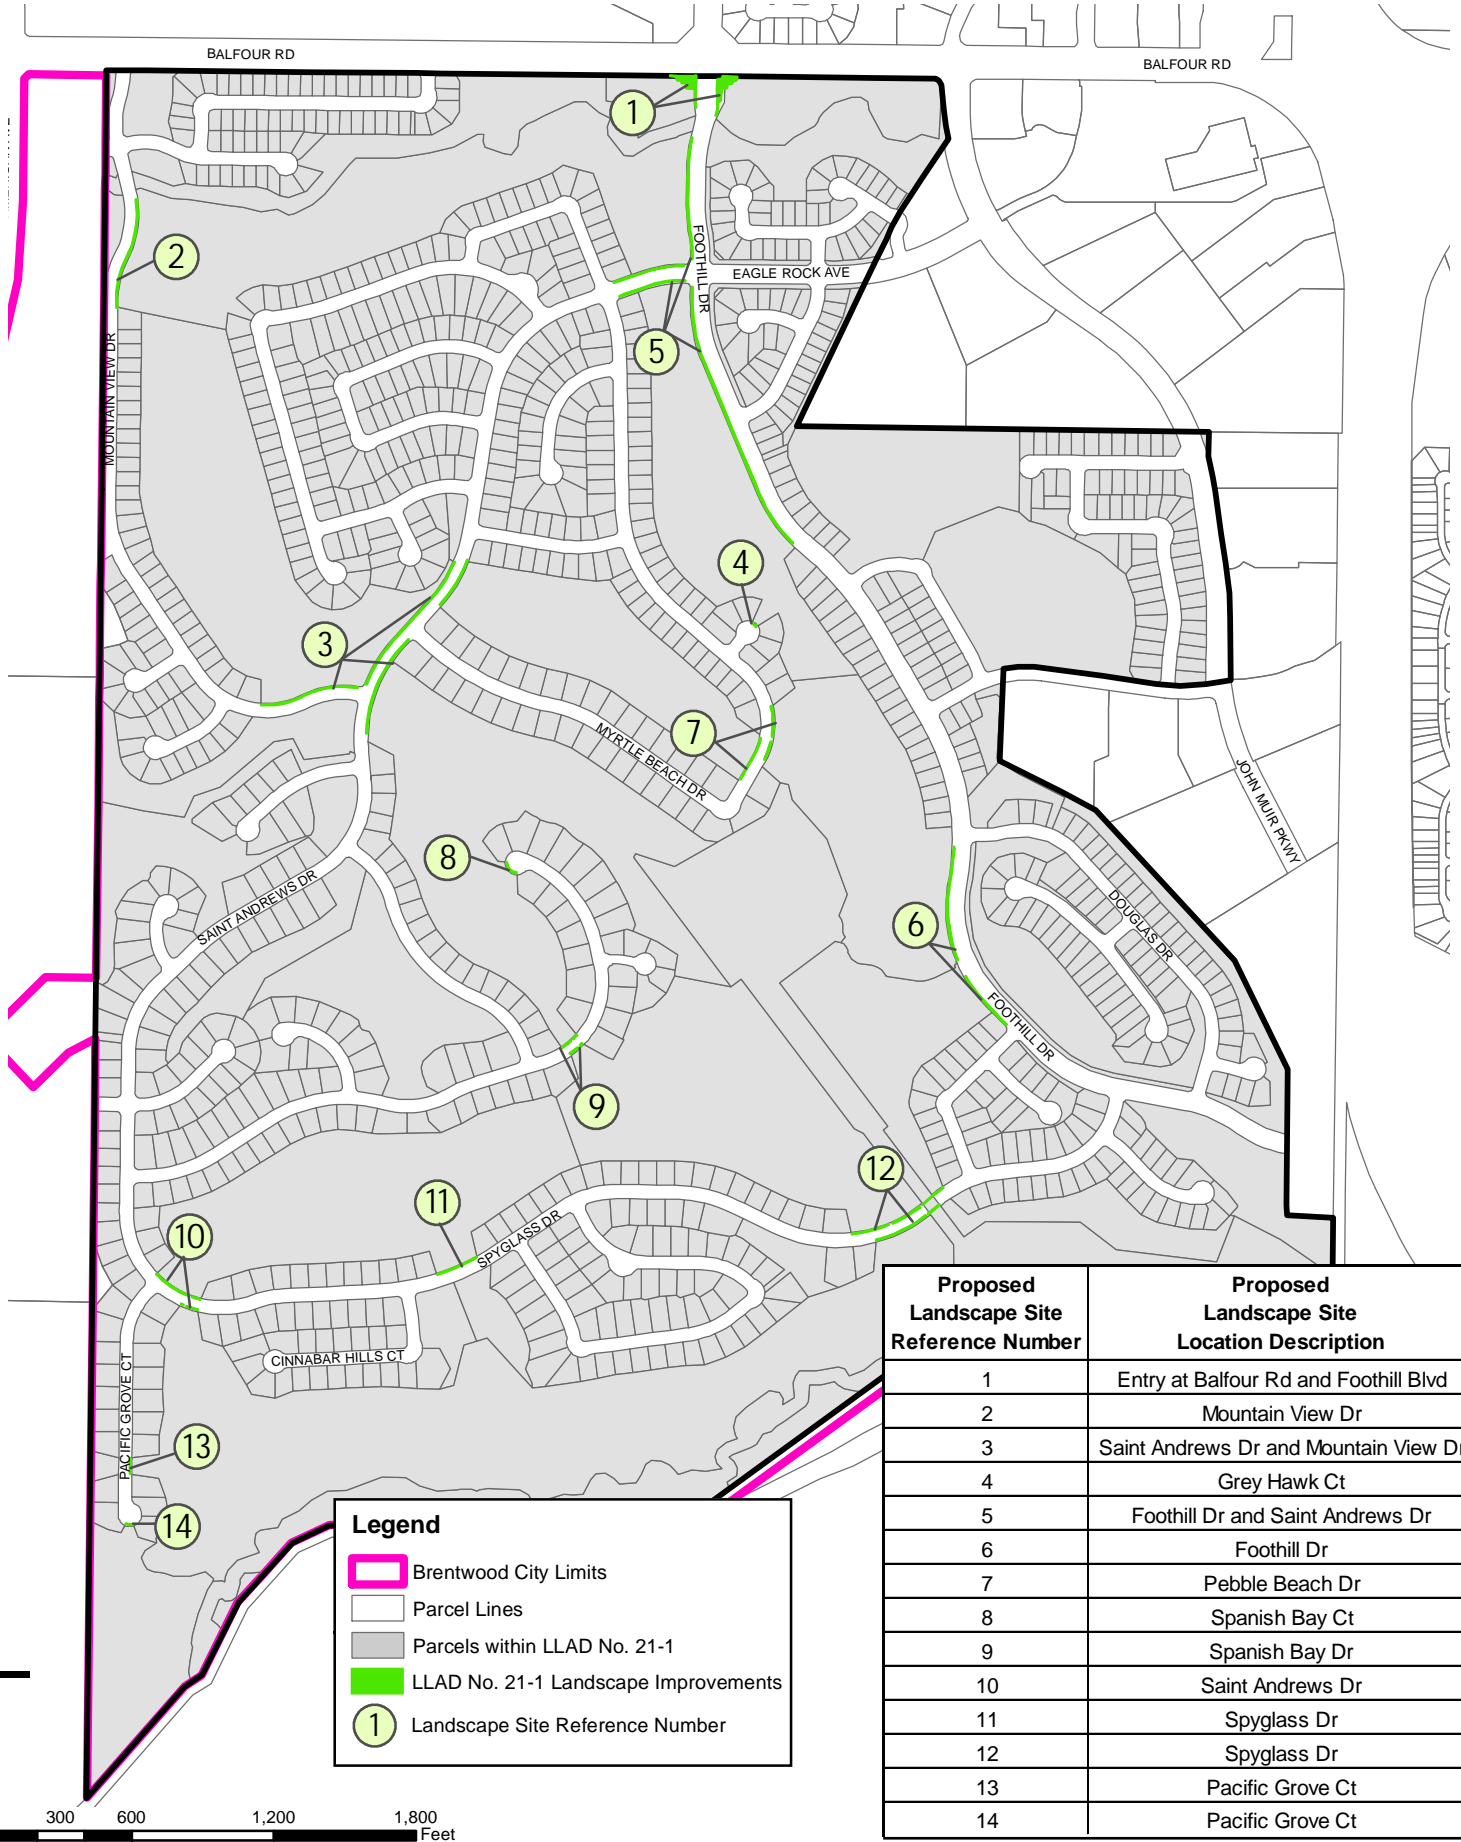 BALFOUR RD
BALFOUR RD
1
2
FOOTHILL DR
EAGLE ROCK AVE
5
MOUNTAIN VIEW DR
4
3
7
MYRTLE BEACH DR
JOHN MUIR PKWY
8
SAINT ANDREWS DR
DOUGLAS DR
6
FOOTHILL DR
9
12
11
10
SPYGLASS DR
CINNABAR HILLS CT
PACIFIC GROVE CT
13
14
Legend
Brentwood City Limits
Parcel Lines
Parcels within LLAD No. 21-1
LLAD No. 21-1 Landscape Improvements
1 Landscape Site Reference Number
Proposed Landscape Site Reference Number
Proposed Landscape Site Location Description
1 Entry at Balfour Rd and Foothill Blvd
2 Mountain View Dr
3 Saint Andrews Dr and Mountain View Dr
4 Grey Hawk Ct
5 Foothill Dr and Saint Andrews Dr
6 Foothill Dr
7 Pebble Beach Dr
8 Spanish Bay Ct
9 Spanish Bay Dr
10 Saint Andrews Dr
11 Spyglass Dr
12 Spyglass Dr
13 Pacific Grove Ct
14 Pacific Grove Ct
300 600 1,200 1,800
Feet